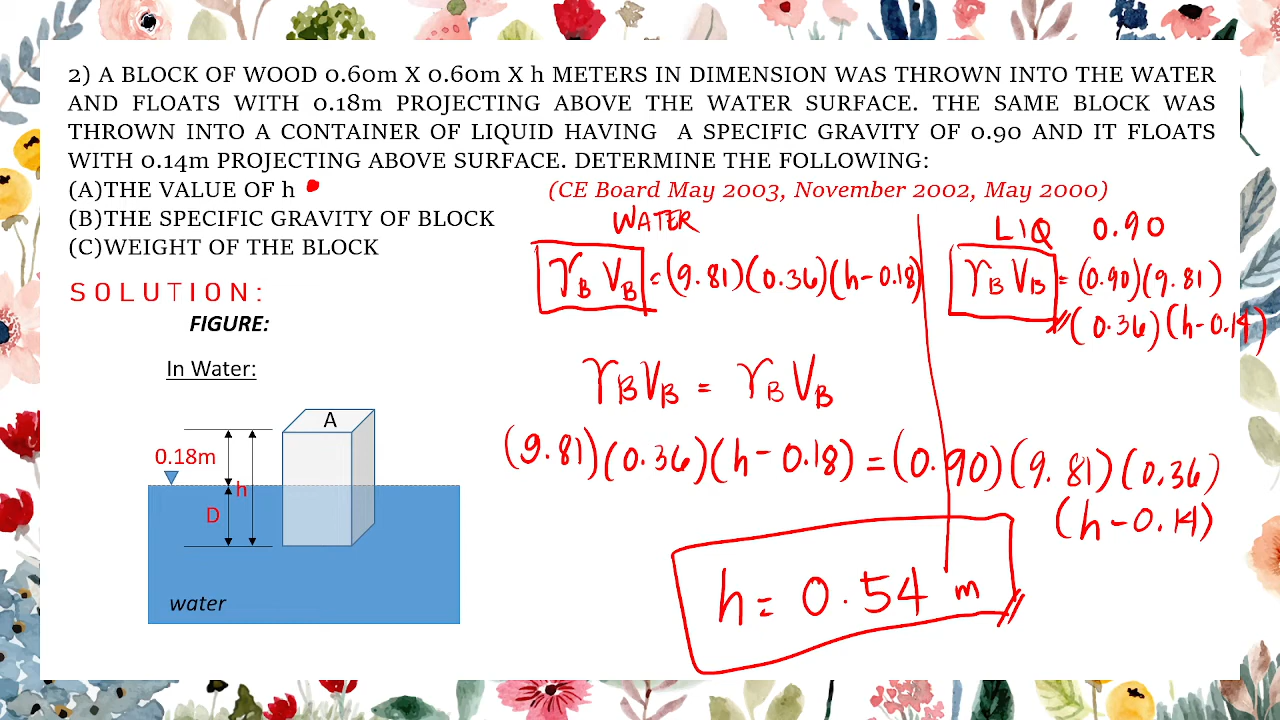 2) A BLOCK OF WOOD 0.60m X 0.60m X h METERS IN DIMENSION WAS THROWN INTO THE WATER
AND FLOATS WITH 0.18m PROJECTING ABOVE THE WATER SURFACE. THE SAME BLOCK WAS
THROWN INTO A CONTAINER OF LIQUID HAVING A SPECIFIC GRAVITY OF 0.90 AND IT FLOATS
WITH 0.14m PROJECTING ABOVE SURFACE. DETERMINE THE FOLLOWING:
(A)THE VALUE OF h
(CE Board May 2003, November 2002, May 2000)
(B)THE SPECIFIC GRAVITY OF BLOCK
(C)WEIGHT OF THE BLOCK
SOLUTION:
FIGURE:
In Water:
A
0.18m
h
D
water
WATER
γB VB = (9.81)(0.36)(h-0.18)
LIQ 0.90
γB VB = (0.90)(9.81)
(0.36)(h-0.14)
γB VB = γB VB
(9.81)(0.36)(h-0.18) = (0.90)(9.81)(0.36)
(h-0.14)
h = 0.54 m